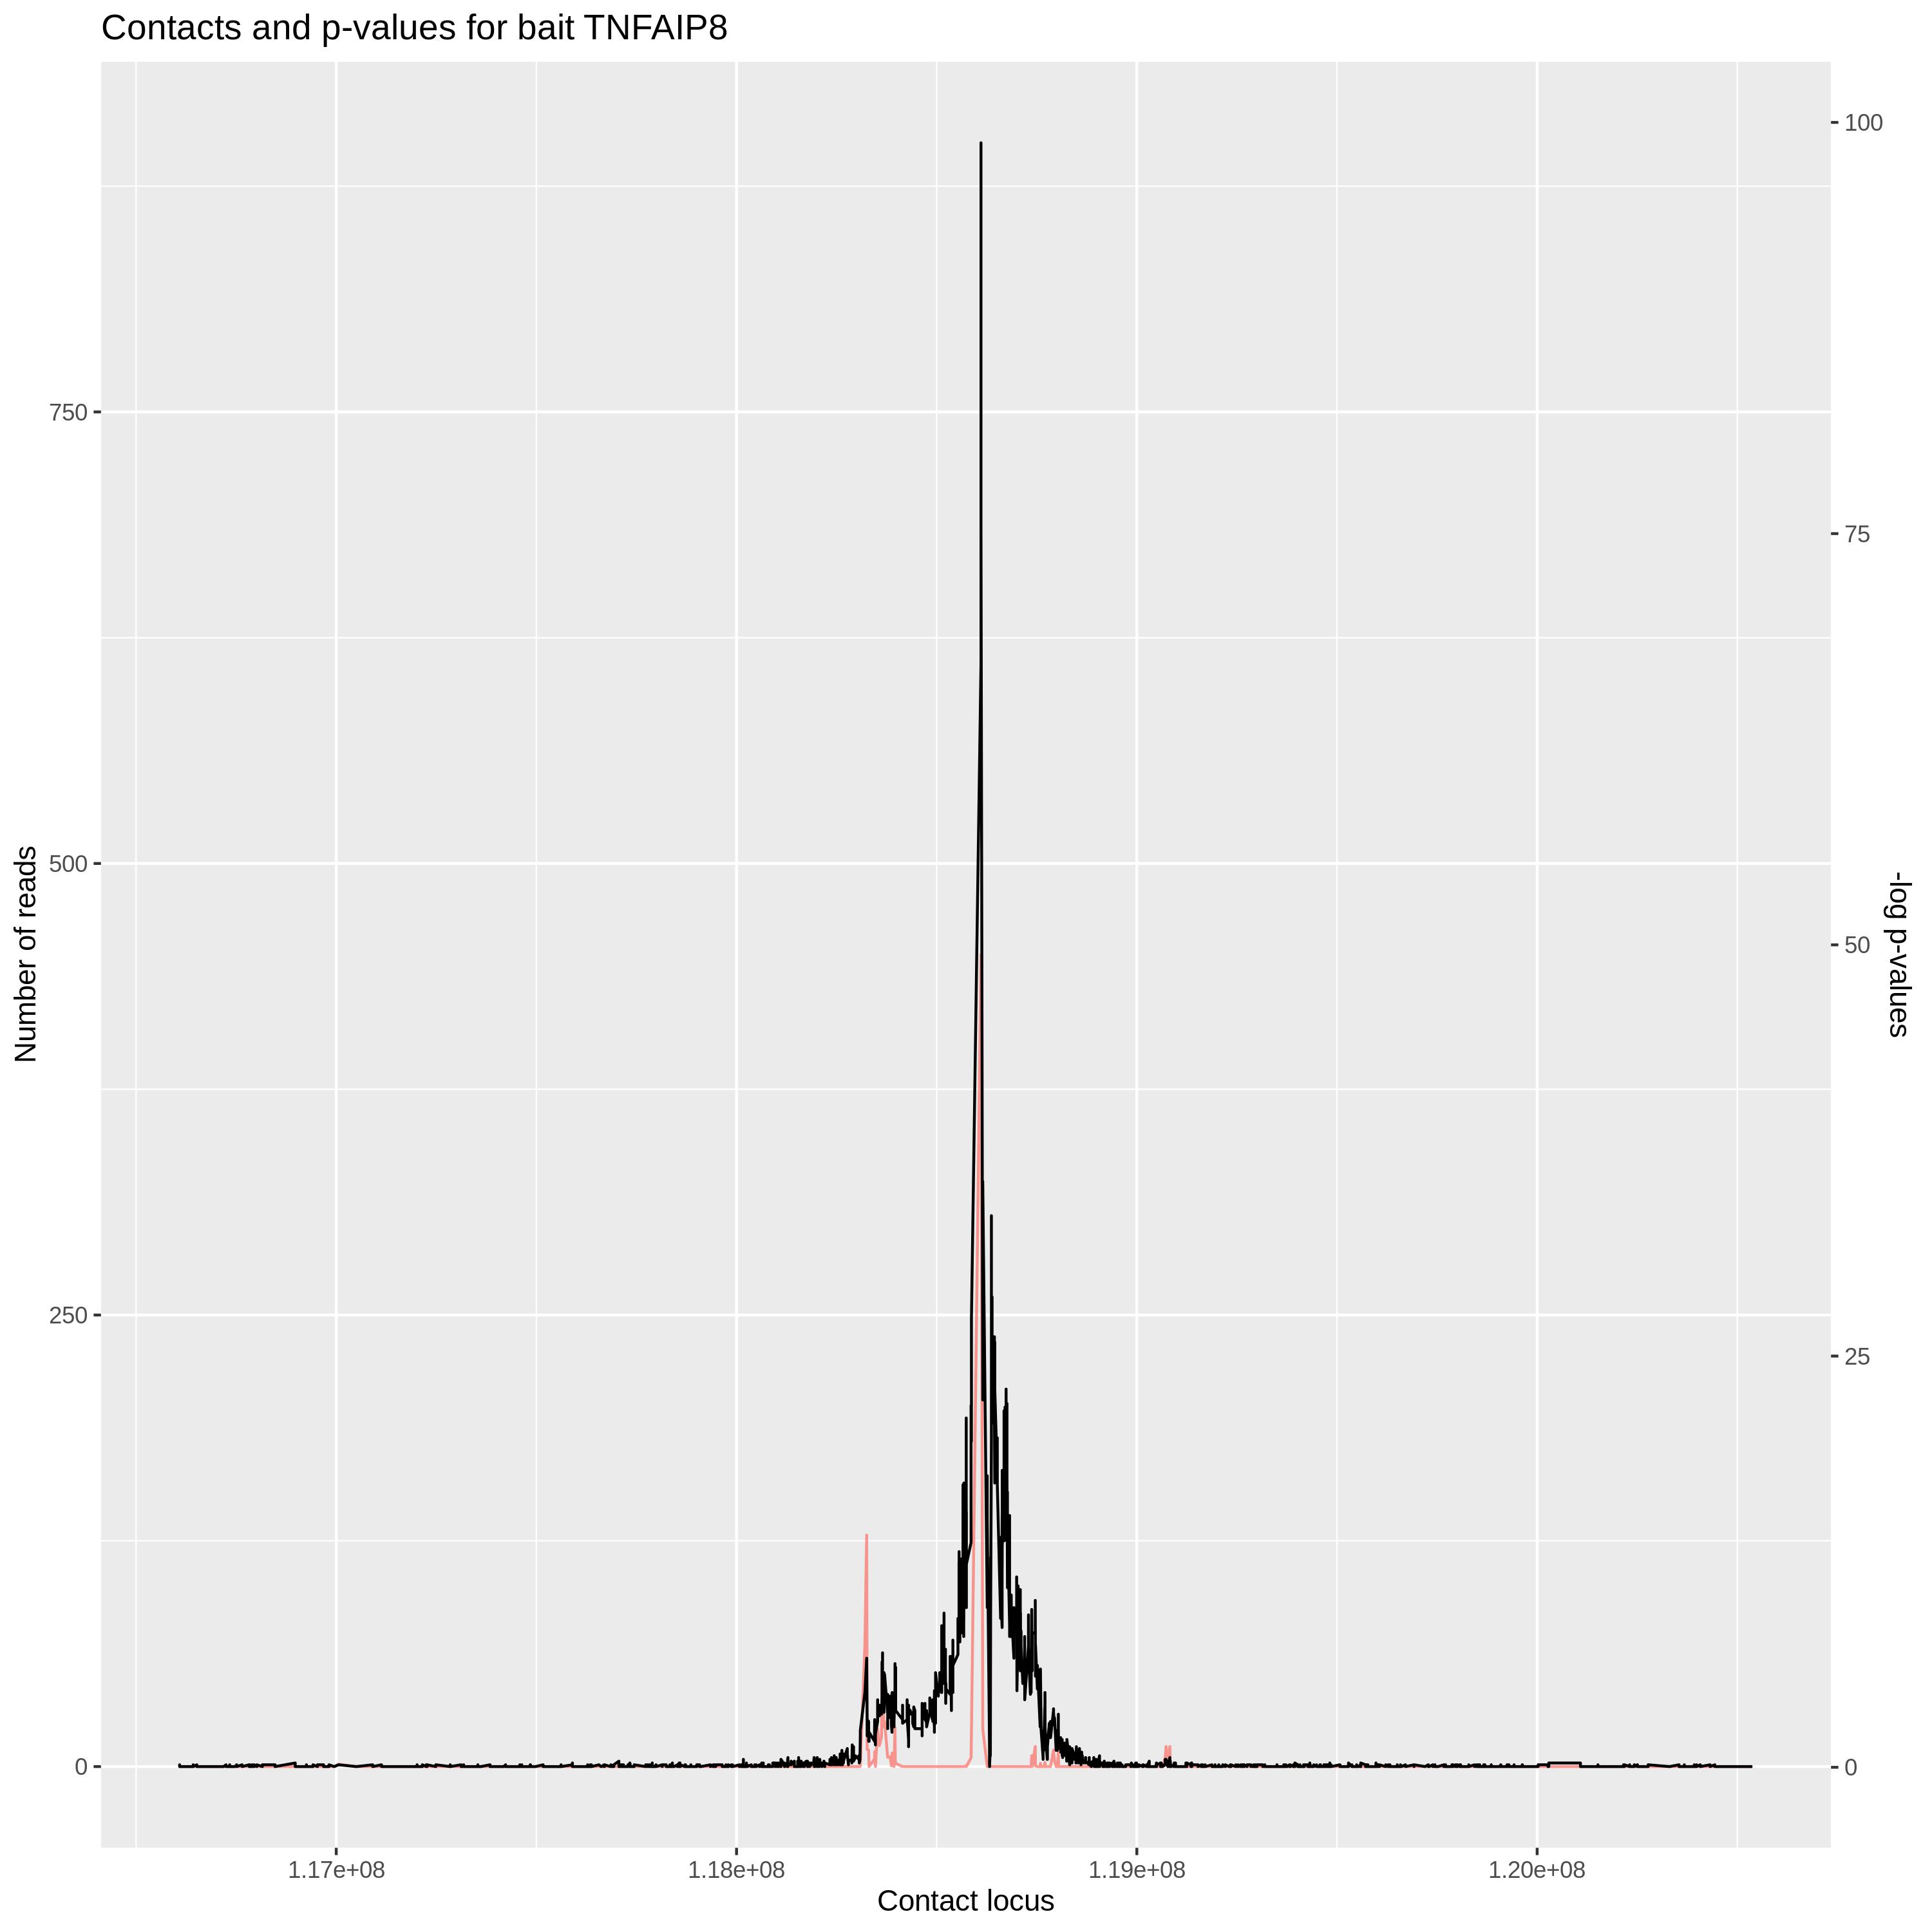 Contacts and p-values for bait TNFAIP8
100
750
75
Number of reads
500
50
-log p-values
250
25
0
0
1.17e+08
1.18e+08
1.19e+08
1.20e+08
Contact locus